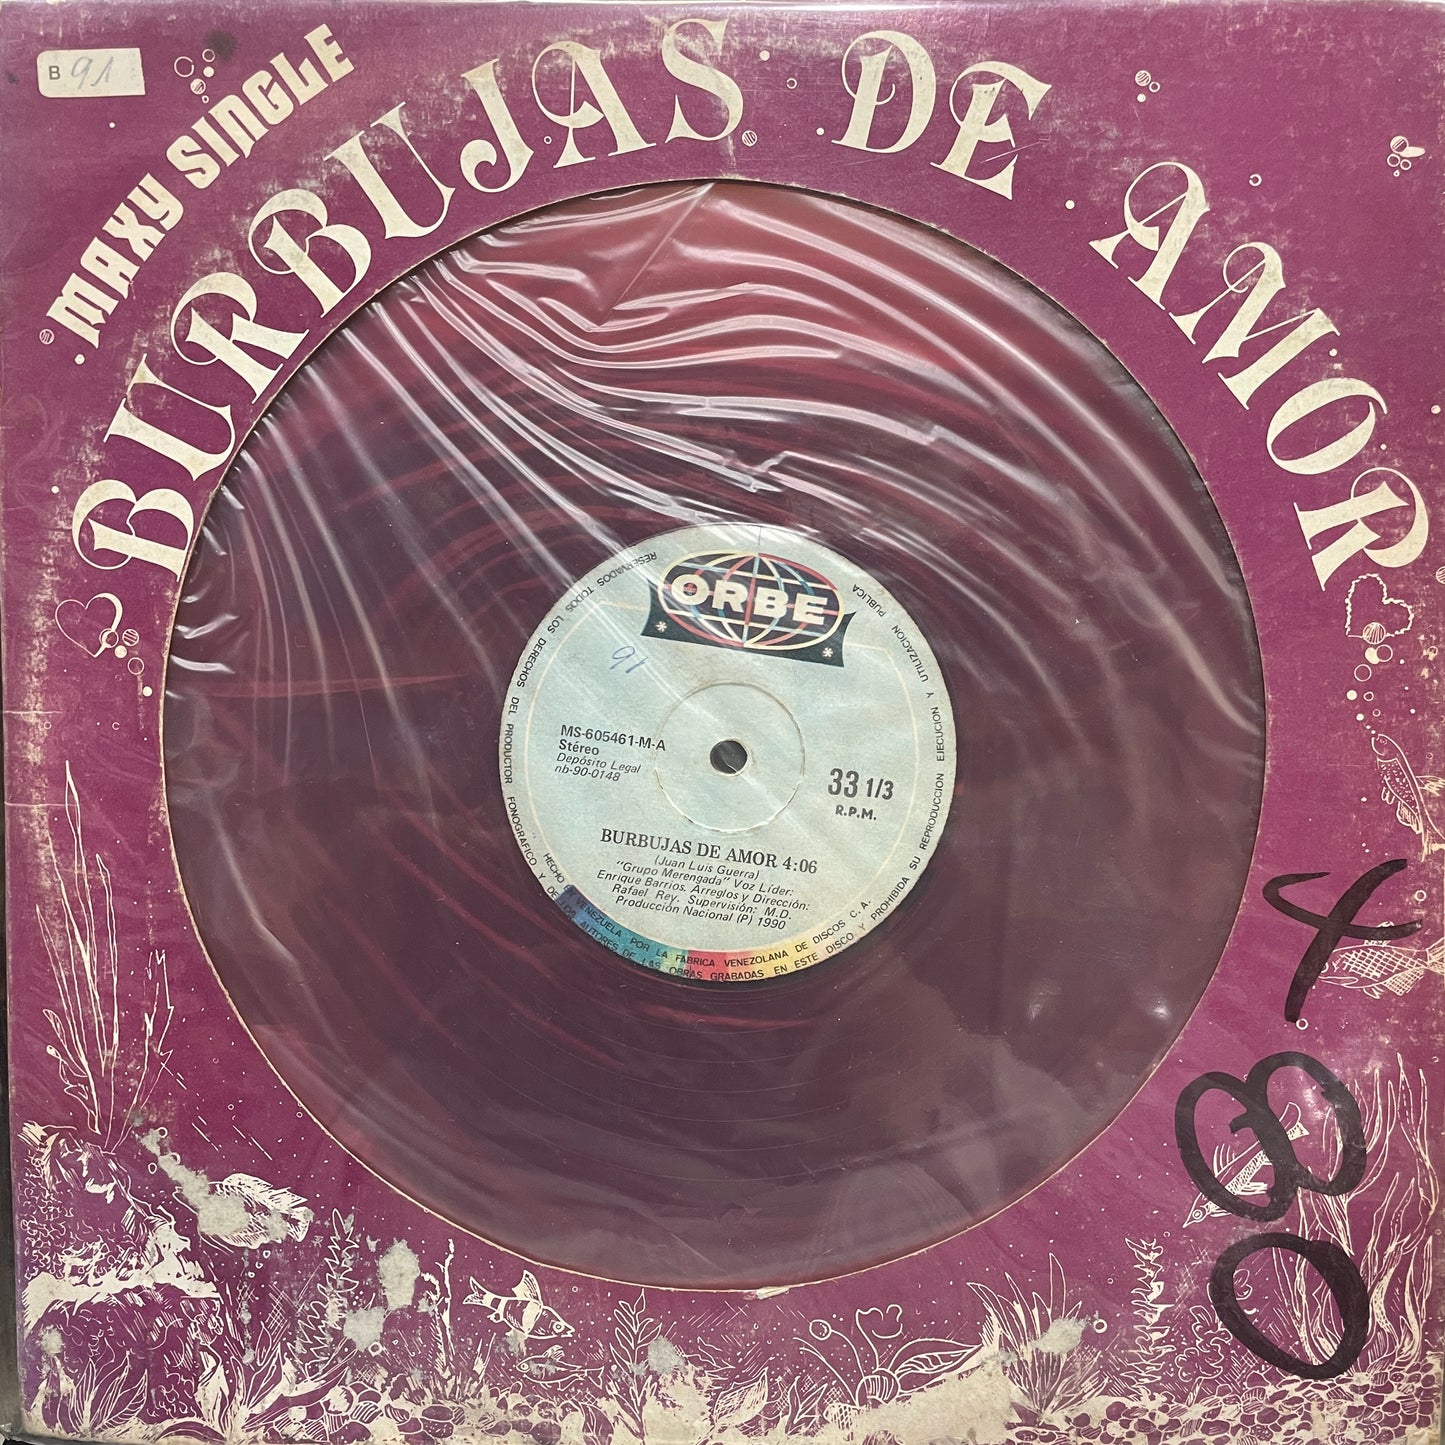 B 91
MAXY SINGLE
BURBUJAS DE AMOR
ORBE
91
MS-605461-M-A
Stéreo
Depósito Legal
nb-90-0148
33 1/3
R.P.M.
BURBUJAS DE AMOR 4:06
(Juan Luis Guerra)
"Grupo Merengada" Voz Líder:
Enrique Barrios. Arreglos y Dirección:
Rafael Rey. Supervisión: M.D.
Producción Nacional (P) 1990
HECHO EN VENEZUELA POR LA FABRICA VENEZOLANA DE DISCOS C.A.
RESERVADOS TODOS LOS DERECHOS DEL PRODUCTOR FONOGRAFICO Y DE LOS AUTORES DE LAS OBRAS GRABADAS EN ESTE DISCO Y PROHIBIDA SU REPRODUCCION EJECUCION Y UTILIZACION PUBLICA
084